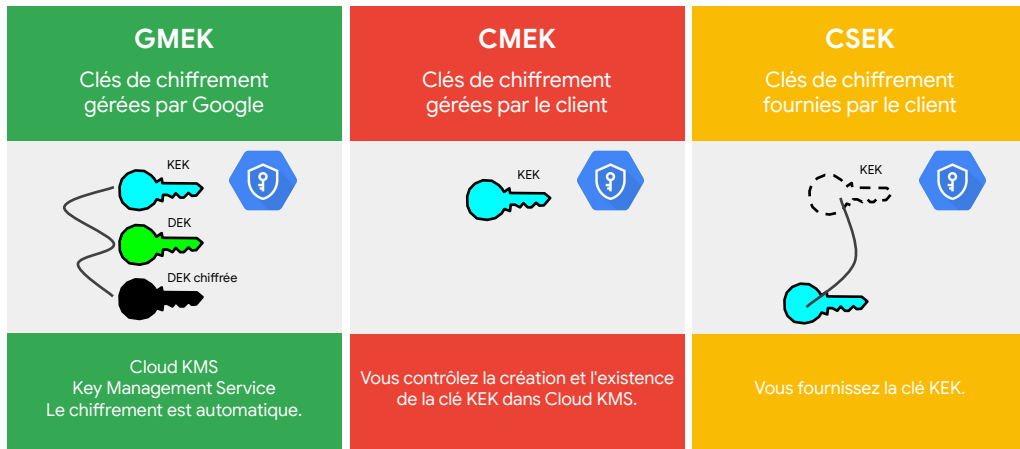 GMEK
Clés de chiffrement
gérées par Google
KEK
DEK
DEK chiffrée
Cloud KMS
Key Management Service
Le chiffrement est automatique.
CMEK
Clés de chiffrement
gérées par le client
KEK
Vous contrôlez la création et l'existence
de la clé KEK dans Cloud KMS.
CSEK
Clés de chiffrement
fournies par le client
KEK
Vous fournissez la clé KEK.